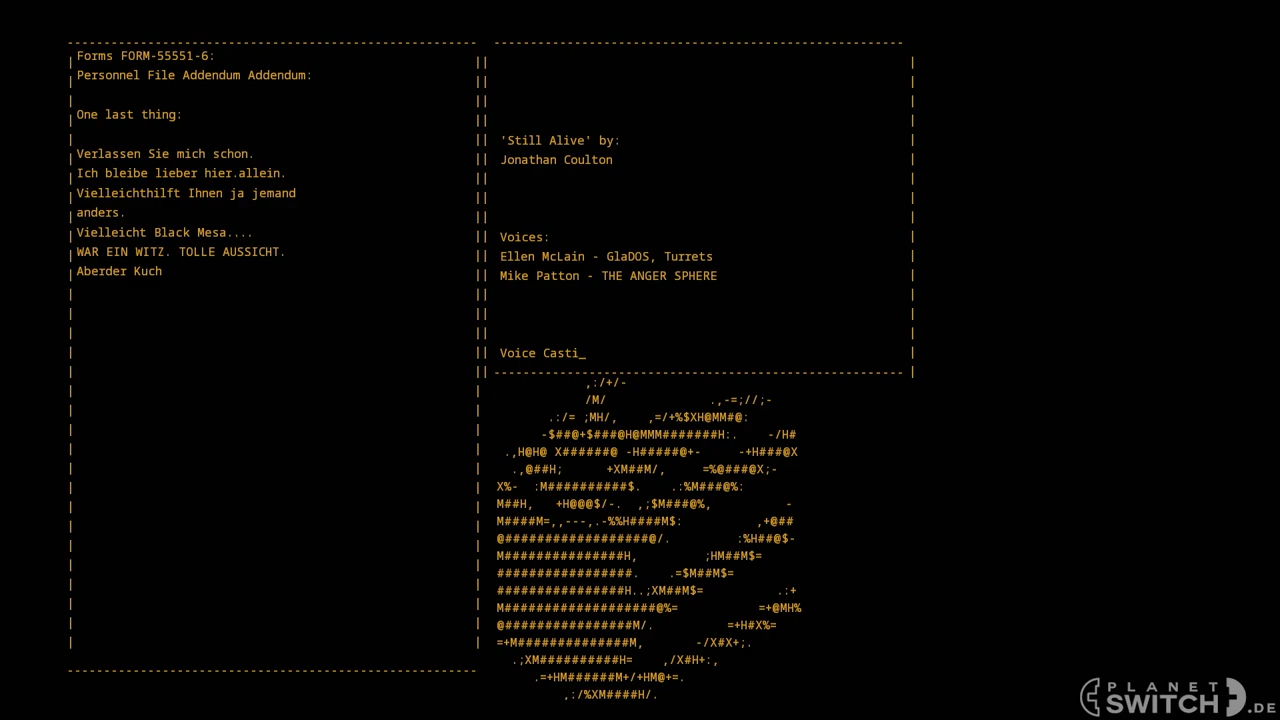 Forms FORM-55551-6:
Personnel File Addendum Addendum:
One last thing:
Verlassen Sie mich schon.
Ich bleibe lieber hier.allein.
Vielleichthilft Ihnen ja jemand
anders.
Vielleicht Black Mesa....
WAR EIN WITZ. TOLLE AUSSICHT.
Aberder Kuch
'Still Alive' by:
Jonathan Coulton
Voices:
Ellen McLain - GlaDOS, Turrets
Mike Patton - THE ANGER SPHERE
Voice Casti_
PLANET
SWITCH.DE